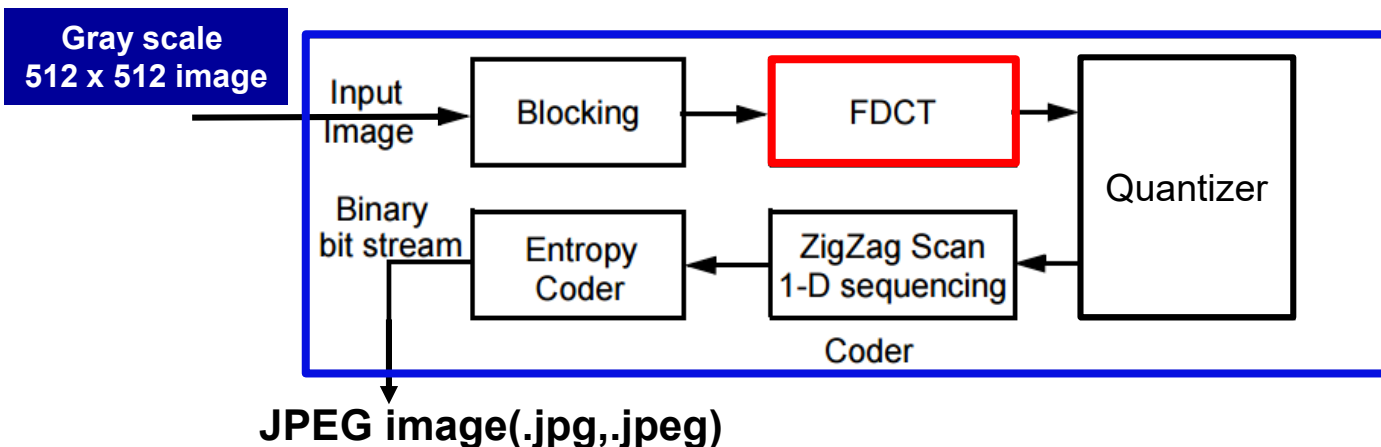 Gray scale
512 x 512 image
Input
Image
Blocking
FDCT
Quantizer
Binary
bit stream
Entropy
Coder
ZigZag Scan
1-D sequencing
Coder
JPEG image(.jpg,.jpeg)